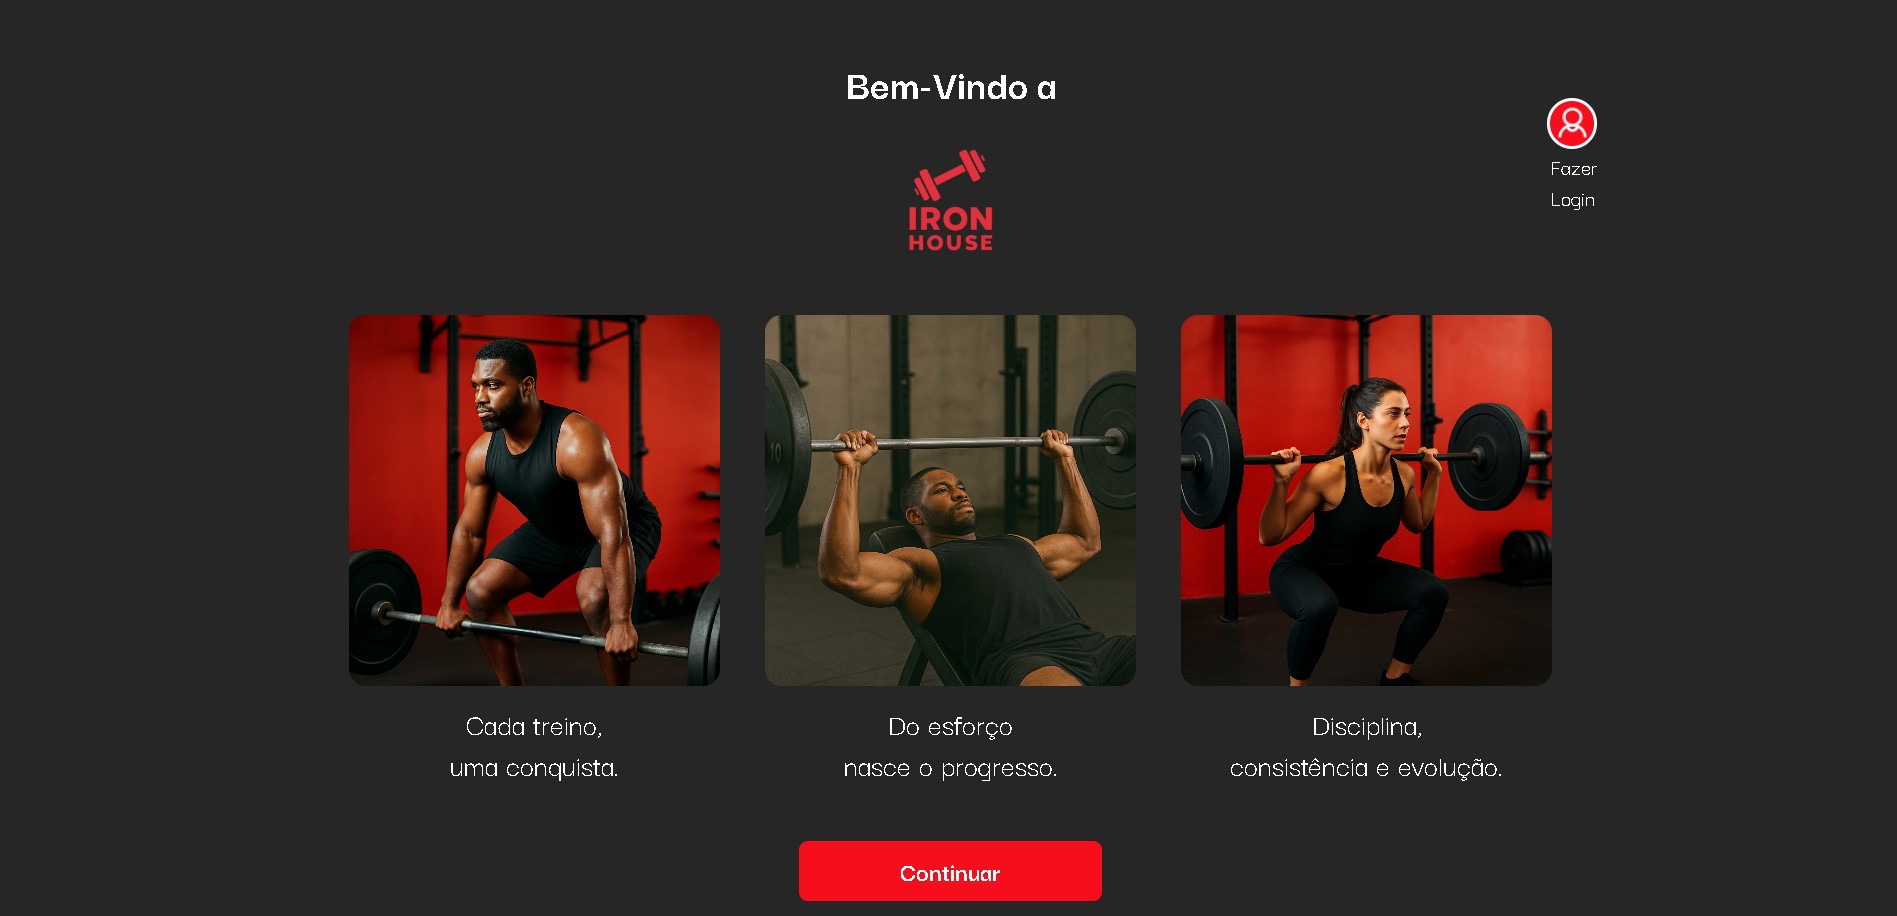 Bem-Vindo a
Fazer
Login
IRON
HOUSE
10
Cada treino,
uma conquista.
Do esforço
nasce o progresso.
Disciplina,
consistência e evolução.
Continuar